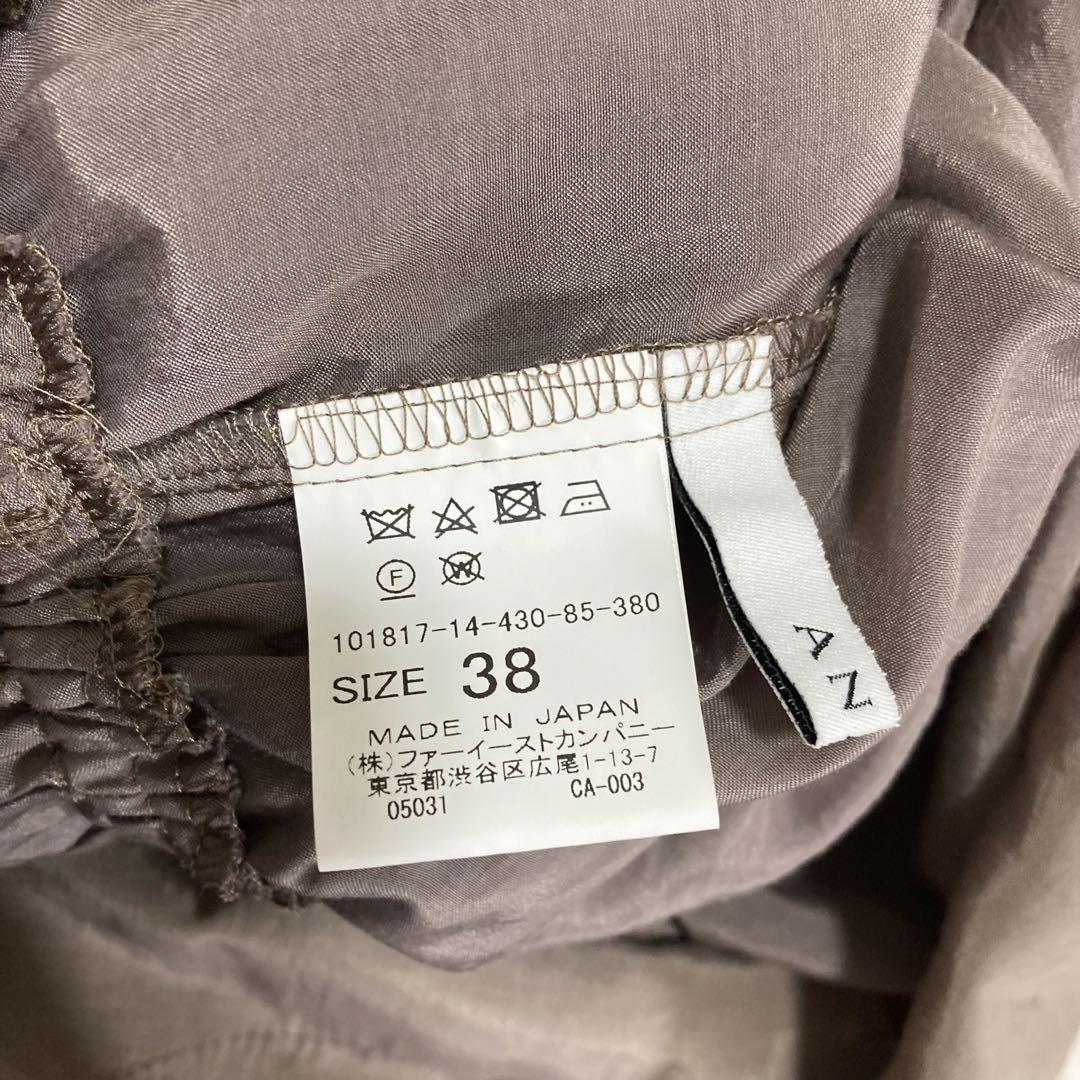 F W
101817-14-430-85-380
SIZE 38
MADE IN JAPAN
(株)ファーイーストカンパニー
東京都渋谷区広尾1-13-7
05031 CA-003
AN